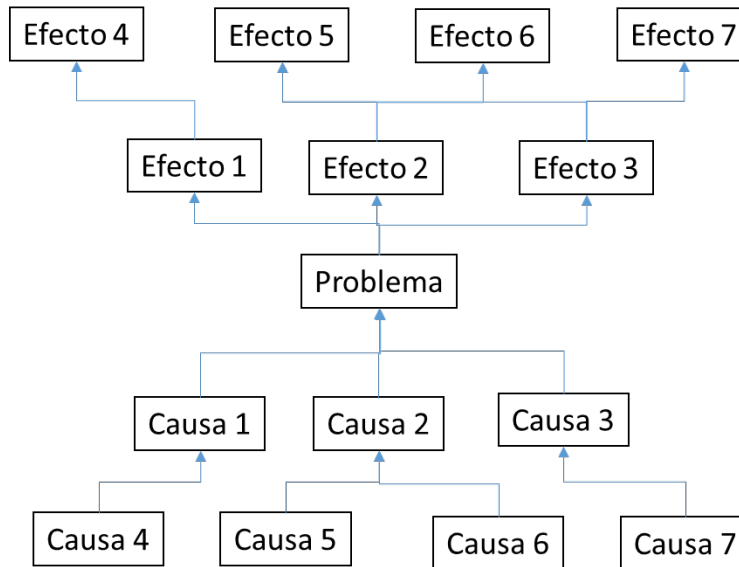 Efecto 4
Efecto 5
Efecto 6
Efecto 7
Efecto 1
Efecto 2
Efecto 3
Problema
Causa 1
Causa 2
Causa 3
Causa 4
Causa 5
Causa 6
Causa 7